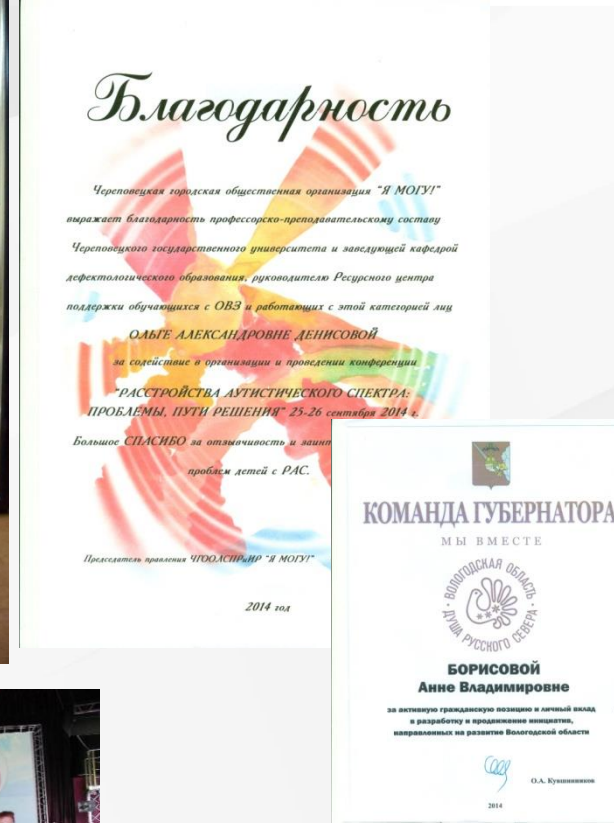 Благодарность
Череповецкая городская общественная организация "Я МОГУ!"
выражает благодарность профессорско-преподавательскому составу
Череповецкого государственного университета и заведующей кафедрой
дефектологического образования, руководителю Ресурсного центра
поддержки обучающихся с ОВЗ и работающих с этой категорией лиц
ОЛЬГЕ АЛЕКСАНДРОВНЕ ДЕНИСОВОЙ
за содействие в организации и проведении конференции
"РАССТРОЙСТВА АУТИСТИЧЕСКОГО СПЕКТРА:
ПРОБЛЕМЫ, ПУТИ РЕШЕНИЯ" 25-26 сентября 2014 г.
Большое СПАСИБО за отзывчивость и
проблем детей с РАС.
Председатель правления ЧГООЛСПРиИР "Я МОГУ!"
2014 год
КОМАНДА ГУБЕРНАТОРА
МЫ ВМЕСТЕ
ВОЛОГОДСКАЯ ОБЛАСТЬ
ДУША РУССКОГО СЕВЕРА
БОРИСОВОЙ
Анне Владимировне
за активную гражданскую позицию и личный вклад
в разработку и продвижение инициатив,
направленных на развитие Вологодской области
О.А. Кувшинников
2014